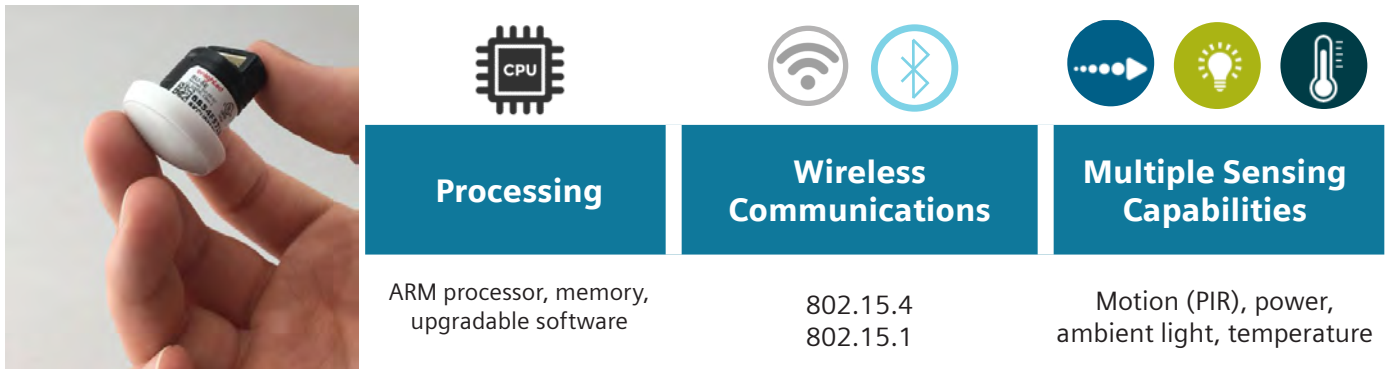 CPU
Processing
Wireless
Communications
Multiple Sensing
Capabilities
ARM processor, memory,
upgradable software
802.15.4
802.15.1
Motion (PIR), power,
ambient light, temperature